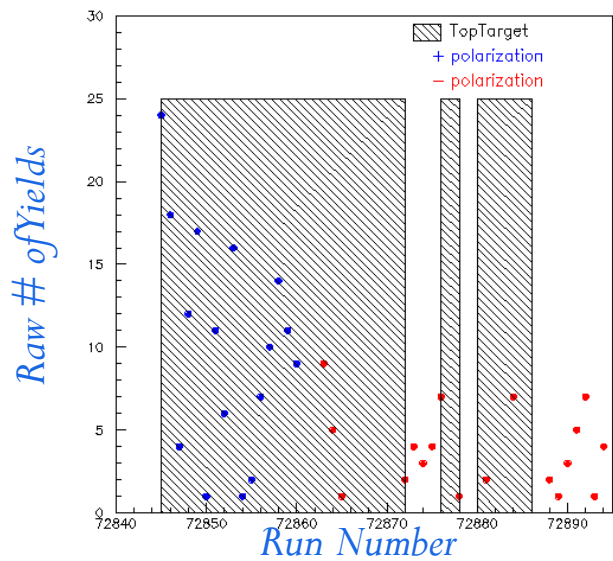 30
TopTarget
+ polarization
− polarization
25
20
15
10
5
0
Raw # ofYields
72840 72850 72860 72870 72880 72890
Run Number